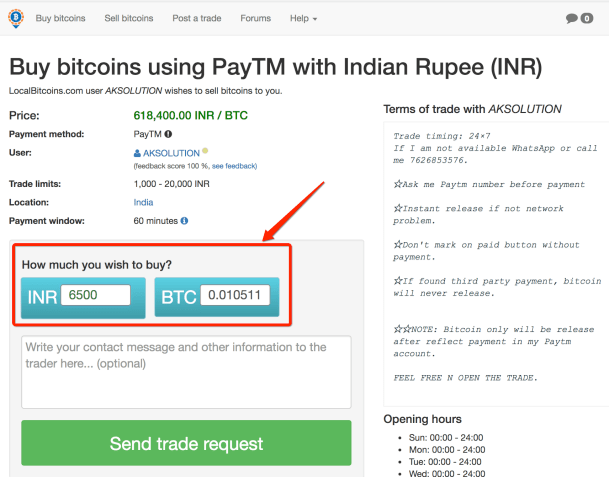 Buy bitcoins Sell bitcoins Post a trade Forums Help 0
Buy bitcoins using PayTM with Indian Rupee (INR)
LocalBitcoins.com user AKSOLUTION wishes to sell bitcoins to you.
Price: 618,400.00 INR / BTC
Payment method: PayTM
User: AKSOLUTION
(feedback score 100 %, see feedback)
Trade limits: 1,000 - 20,000 INR
Location: India
Payment window: 60 minutes
How much you wish to buy?
INR 6500 BTC 0.010511
Write your contact message and other information to the
trader here... (optional)
Send trade request
Terms of trade with AKSOLUTION
Trade timing: 24×7
If I am not available WhatsApp or call
me 7626853576.
☆Ask me Paytm number before payment
☆Instant release if not network
problem.
☆Don't mark on paid button without
payment.
☆If found third party payment, bitcoin
will never release.
☆☆NOTE: Bitcoin only will be release
after reflect payment in my Paytm
account.
FEEL FREE N OPEN THE TRADE.
Opening hours
Sun: 00:00 - 24:00
Mon: 00:00 - 24:00
Tue: 00:00 - 24:00
Wed: 00:00 - 24:00